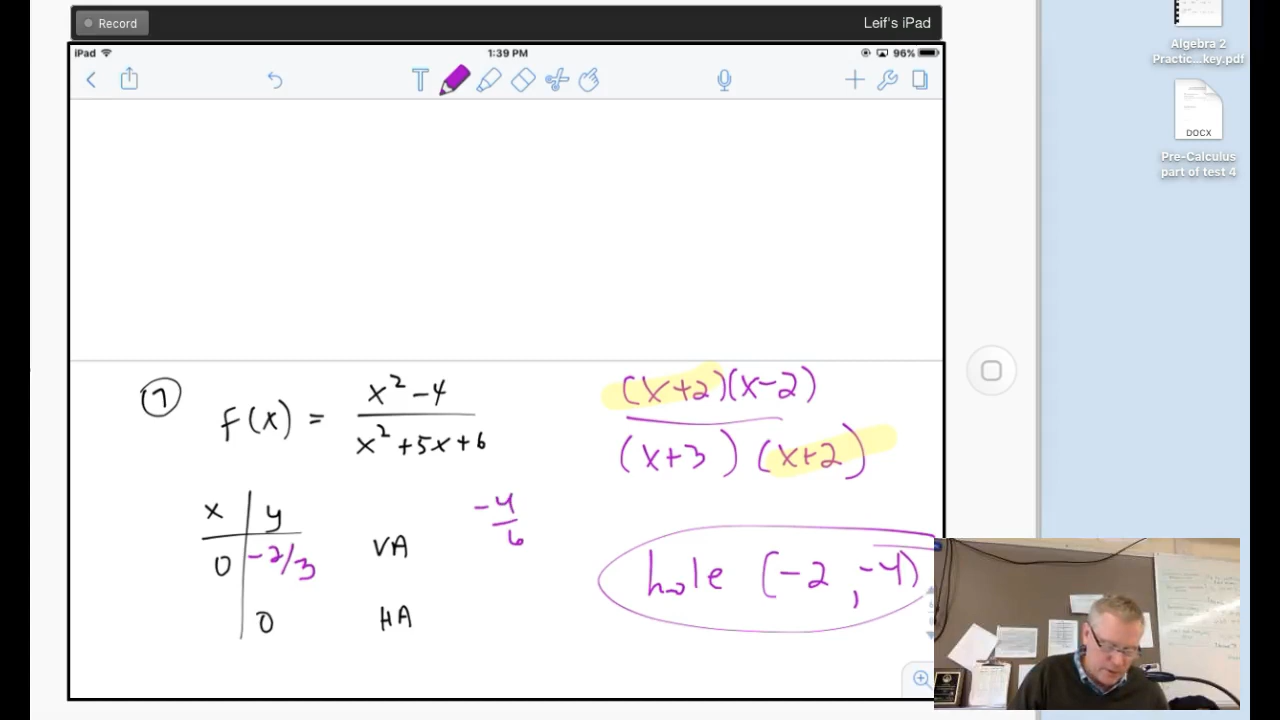 Record
Leif's iPad
iPad
1:39 PM
96%
T
Algebra 2
Practic...key.pdf
DOCX
Pre-Calculus
part of test 4
7
f(x) = x² - 4 / x² + 5x + 6
(x+2)(x-2)
(x+3)(x+2)
x | y
0 | -2/3
0
-4/6
VA
HA
hole (-2, -4)